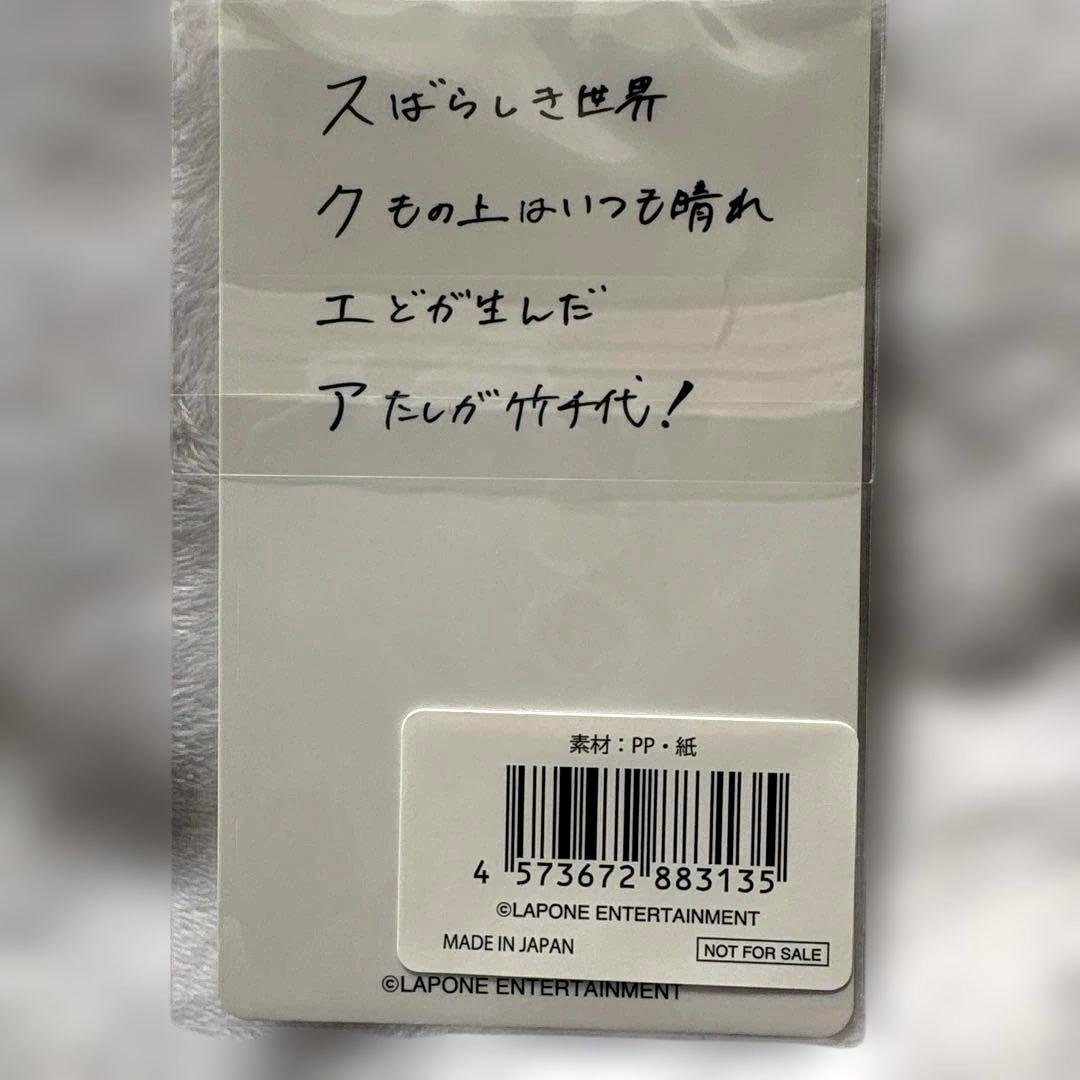 スばらしき世界
クもの上はいつも晴れ
エどが生んだ
アたしが竹千代!
素材：PP・紙
4 573672 883135
©LAPONE ENTERTAINMENT
MADE IN JAPAN
NOT FOR SALE
©LAPONE ENTERTAINMENT